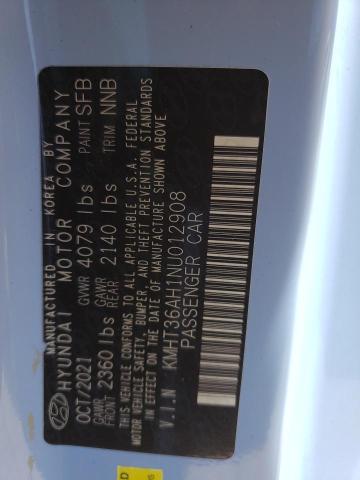 MANUFACTURED IN KOREA BY
HYUNDAI MOTOR COMPANY
OCT/2021 GVWR 4079 lbs PAINT SFB
GAWR FRONT 2360 lbs GAWR REAR 2140 lbs TRIM NNB
THIS VEHICLE CONFORMS TO ALL APPLICABLE U.S.A. FEDERAL
MOTOR VEHICLE SAFETY, BUMPER, AND THEFT PREVENTION STANDARDS
IN EFFECT ON THE DATE OF MANUFACTURE SHOWN ABOVE
V.I.N KMHT36AH1NU012908
PASSENGER CAR